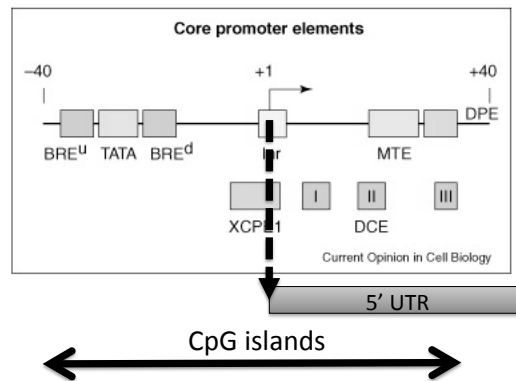 Core promoter elements
−40 +1 +40
DPE
BREu TATA BREd Inr MTE
I II III
XCPE1 DCE
Current Opinion in Cell Biology
5’ UTR
CpG islands